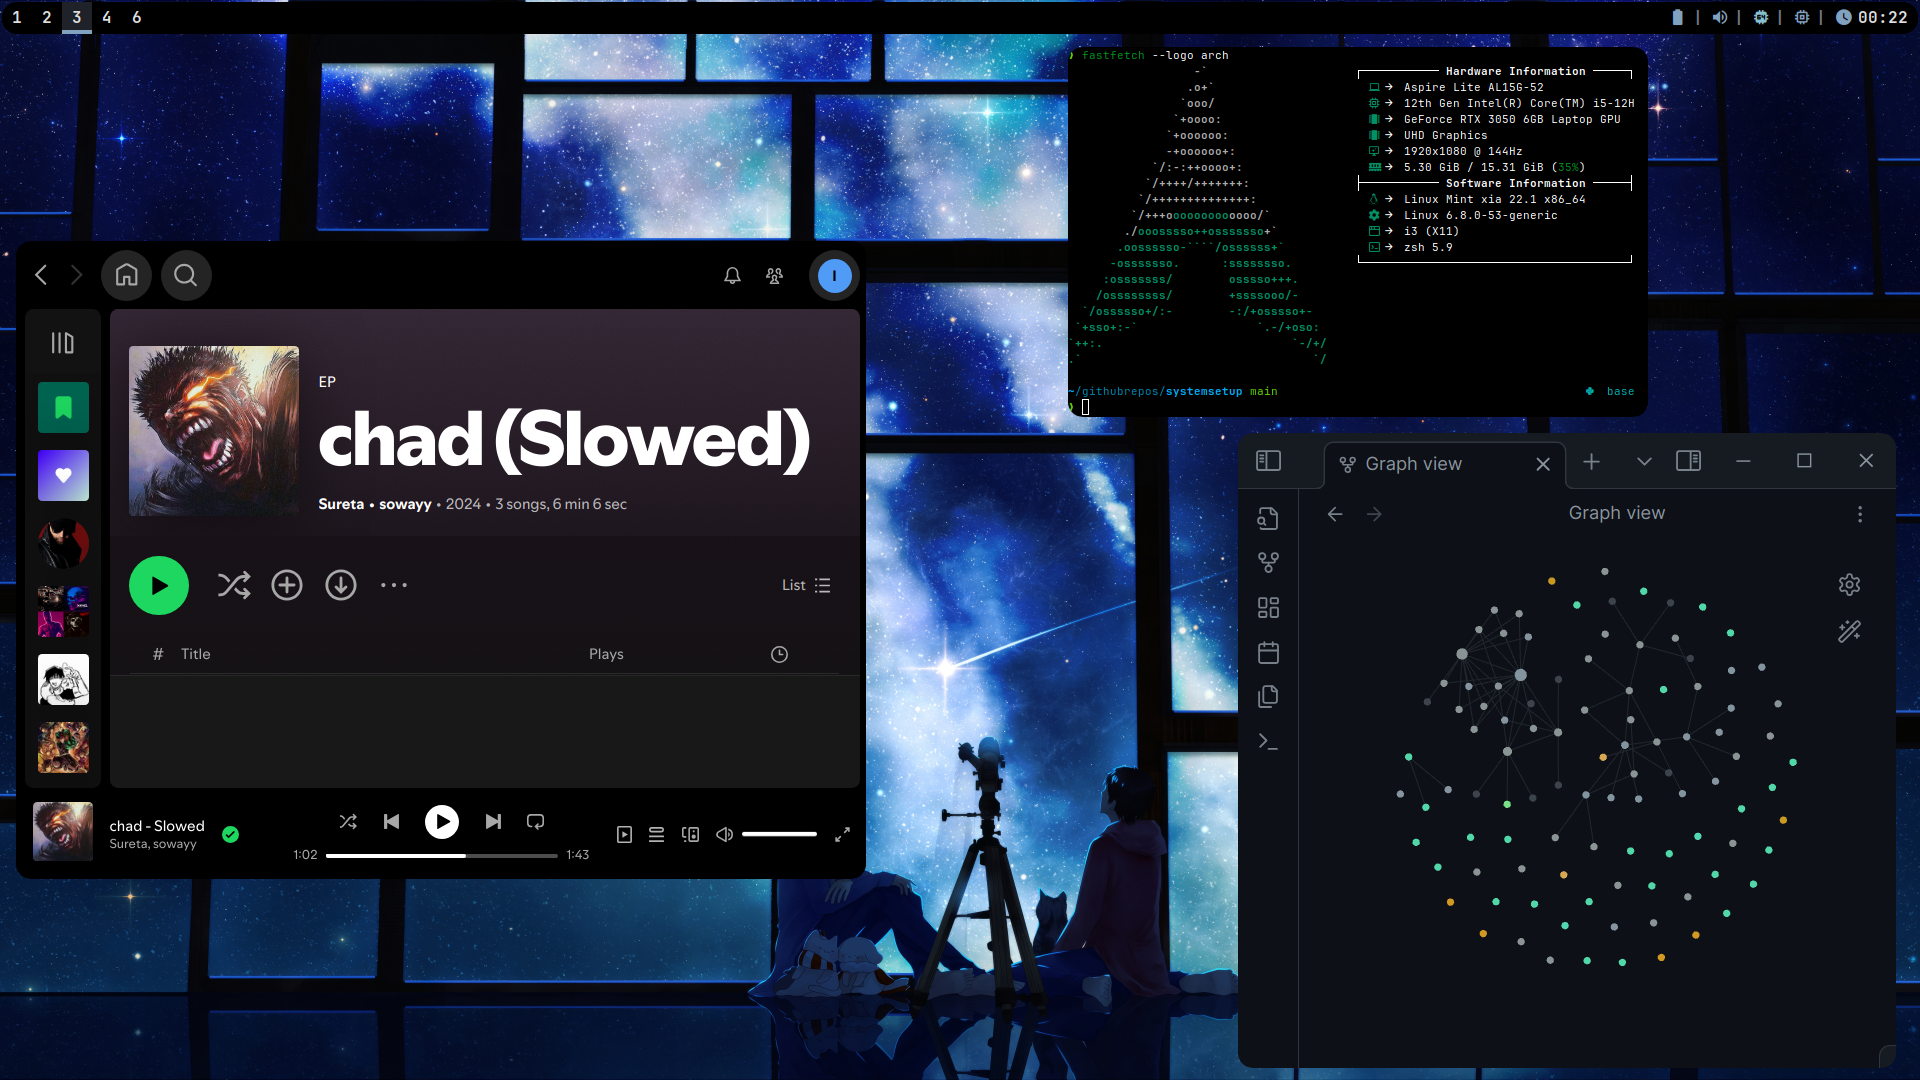 1 2 3 4 6
00:22
fastfetch --logo arch
Hardware Information
Aspire Lite AL15G-52
12th Gen Intel(R) Core(TM) i5-12H
GeForce RTX 3050 6GB Laptop GPU
UHD Graphics
1920x1080 @ 144Hz
5.30 GiB / 15.31 GiB (35%)
Software Information
Linux Mint xia 22.1 x86_64
Linux 6.8.0-53-generic
i3 (X11)
zsh 5.9
~/githubrepos/systemsetup main
base
I
EP
chad (Slowed)
Sureta • sowayy • 2024 • 3 songs, 6 min 6 sec
List
# Title Plays
chad - Slowed
Sureta, sowayy
1:02
1:43
Graph view
Graph view